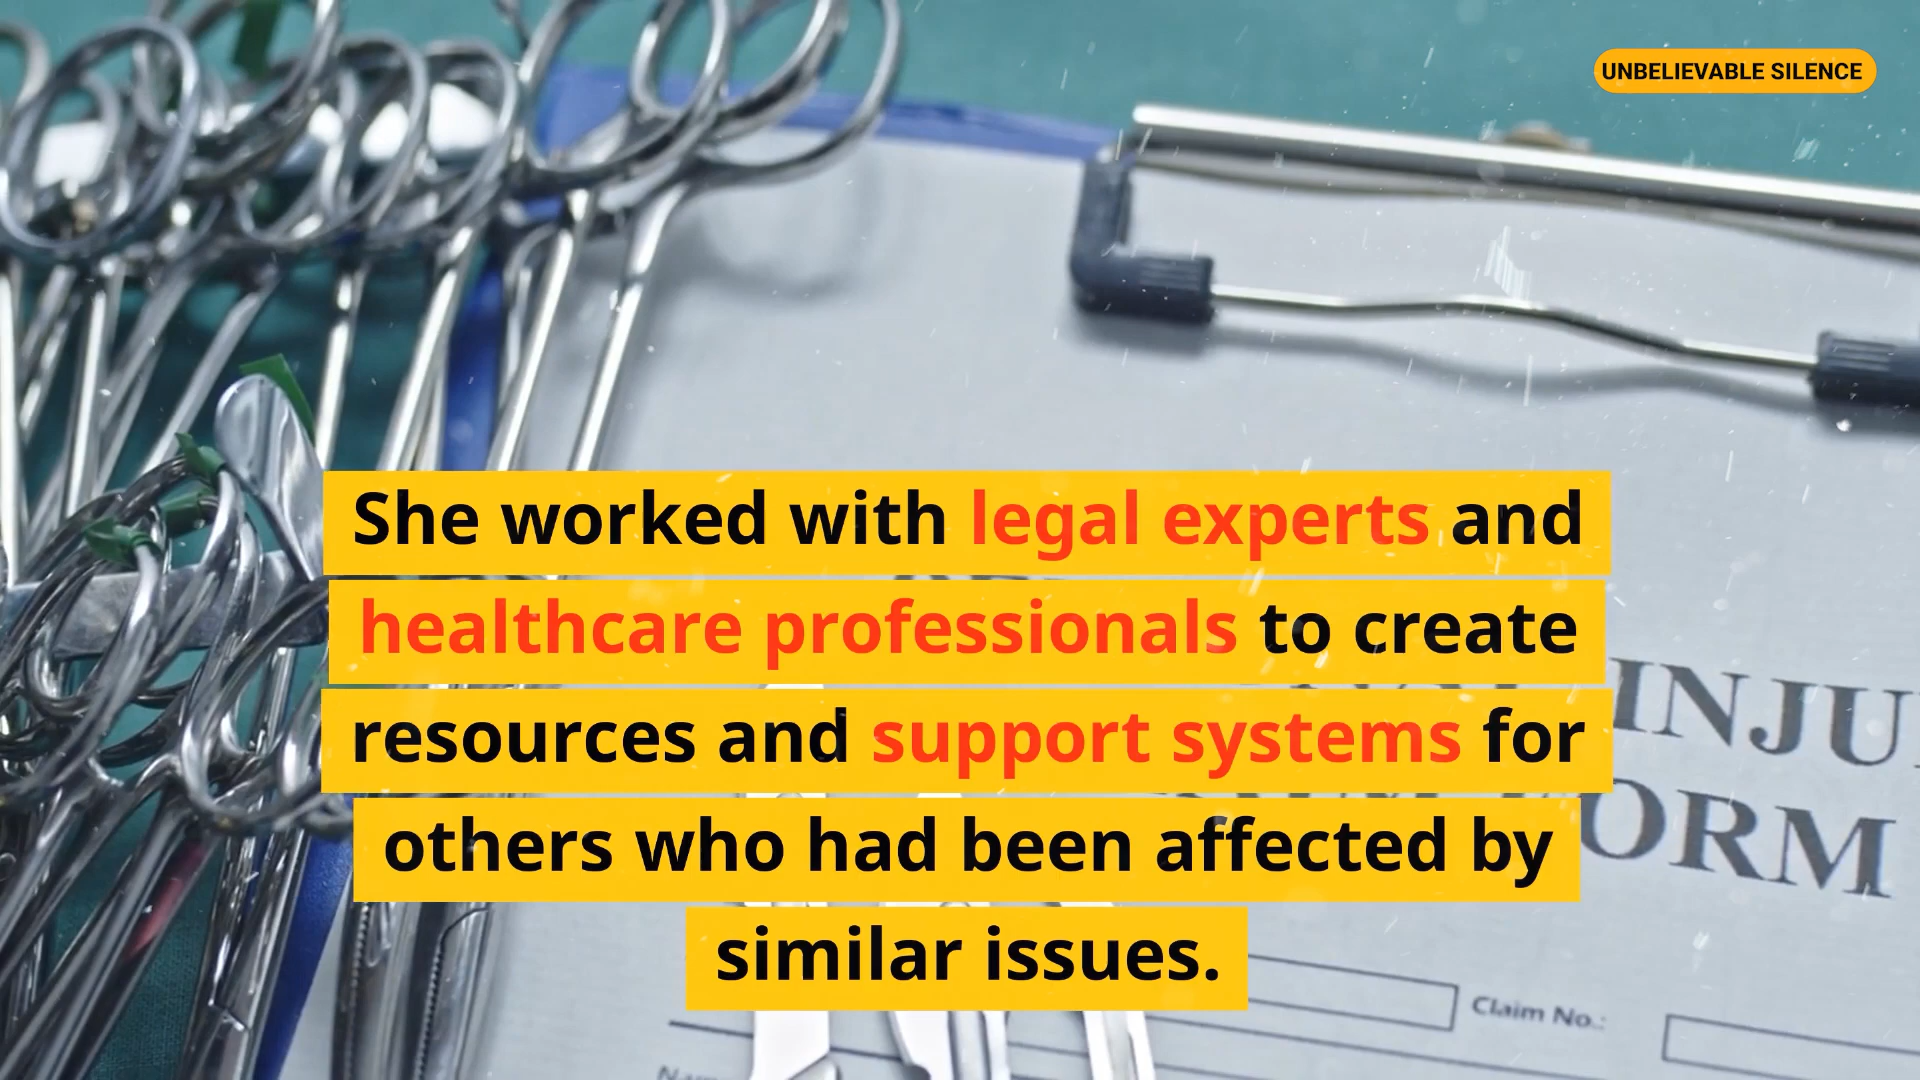 UNBELIEVABLE SILENCE
She worked with legal experts and
healthcare professionals to create
resources and support systems for
others who had been affected by
similar issues.
ORM
Claim No.: